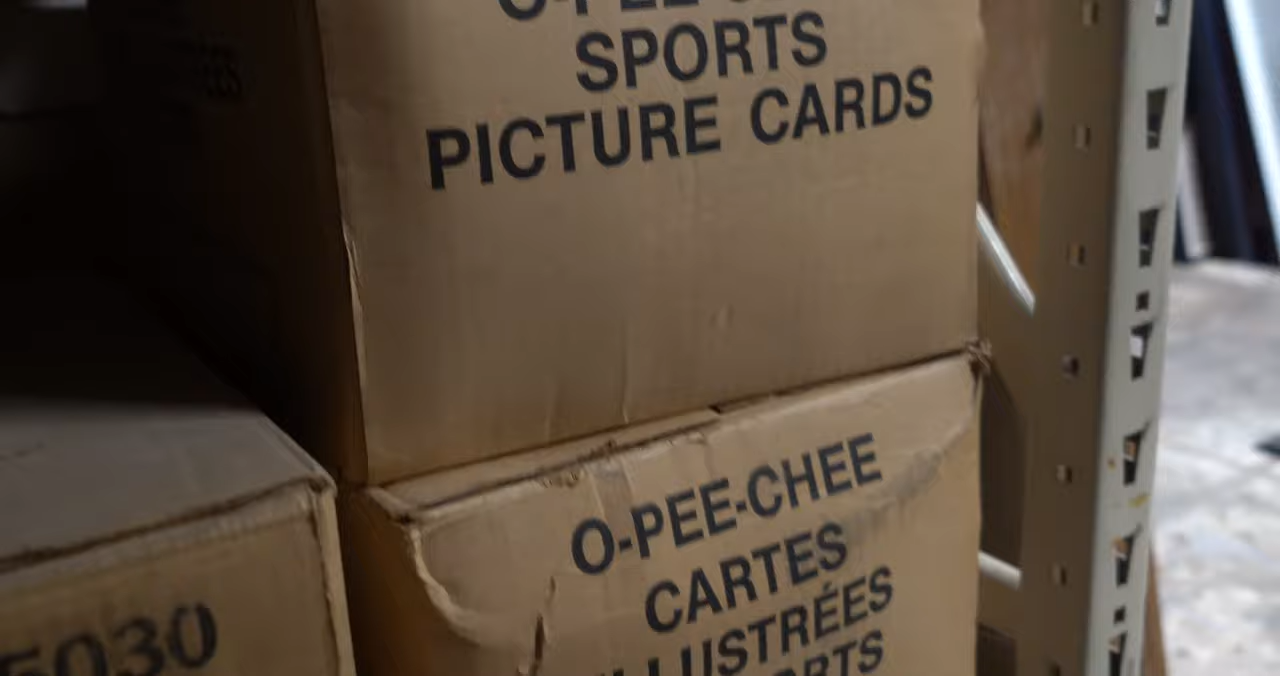 SPORTS
PICTURE CARDS
O-PEE-CHEE
CARTES
ILLUSTRÉES
5030